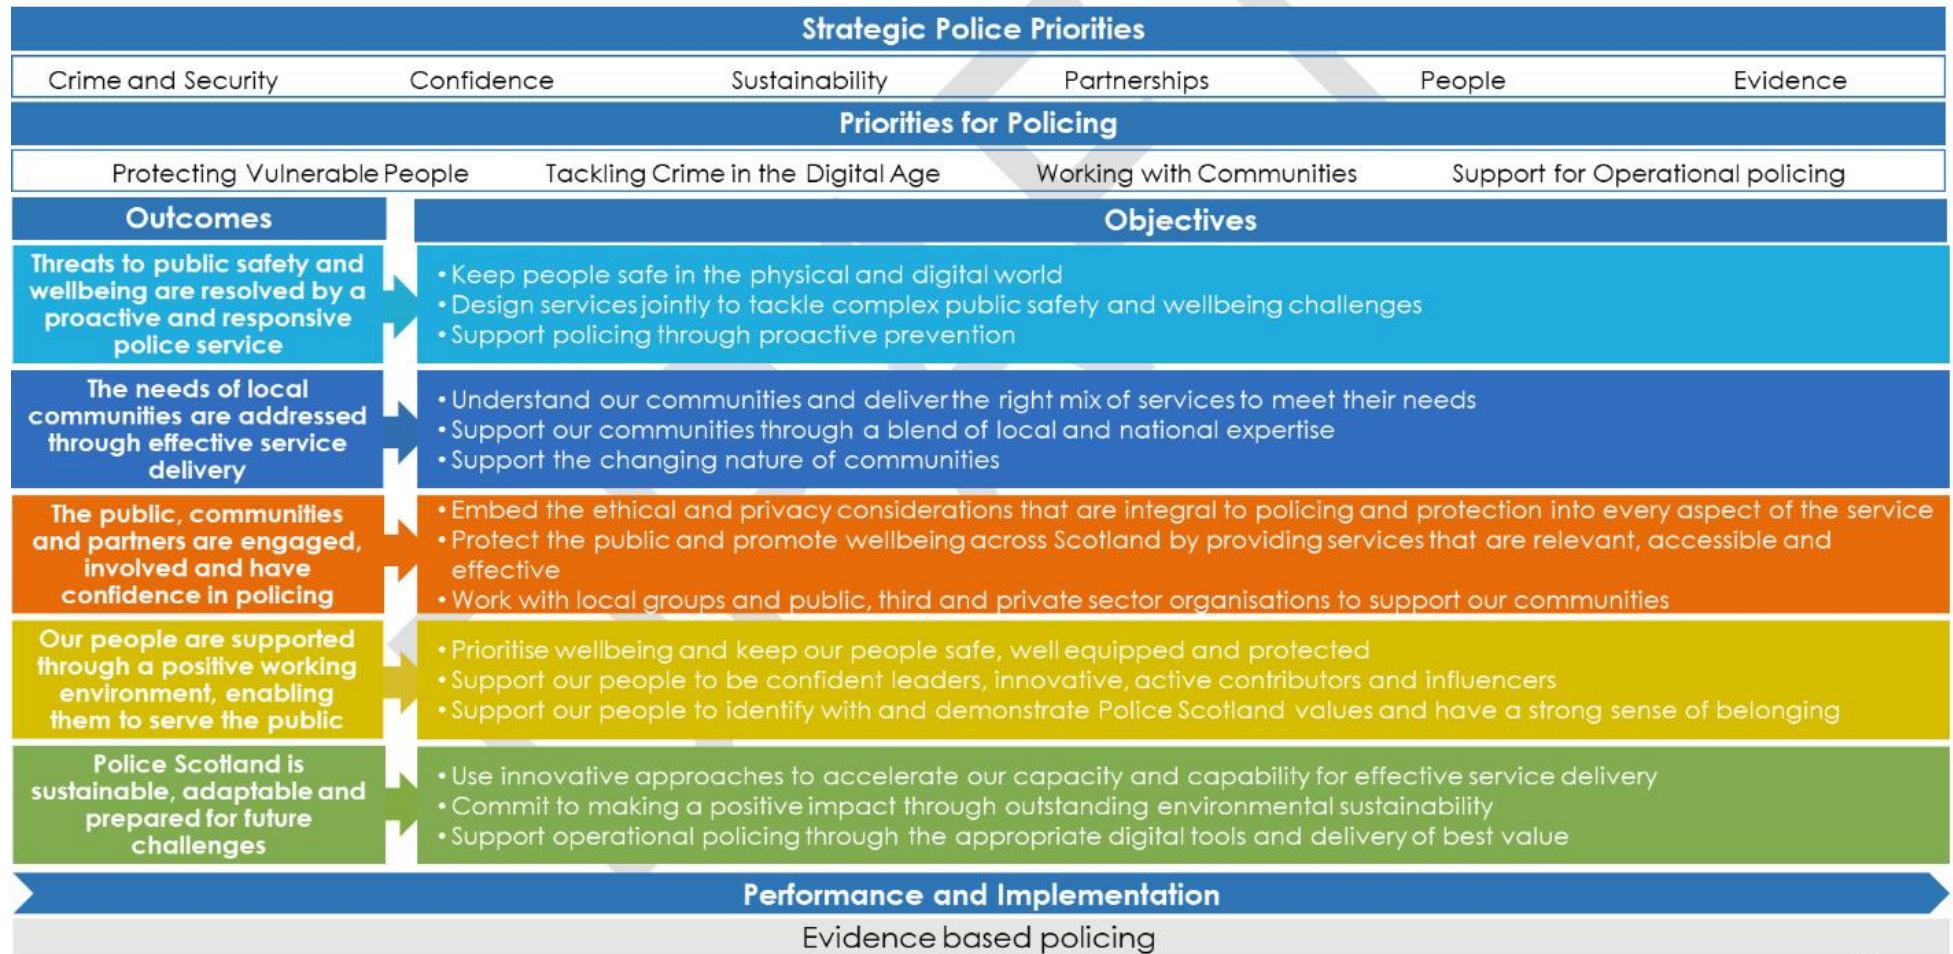 Strategic Police Priorities
Crime and Security Confidence Sustainability Partnerships People Evidence
Priorities for Policing
Protecting Vulnerable People Tackling Crime in the Digital Age Working with Communities Support for Operational policing
Outcomes
Objectives
Threats to public safety and
wellbeing are resolved by a
proactive and responsive
police service
• Keep people safe in the physical and digital world
• Design services jointly to tackle complex public safety and wellbeing challenges
• Support policing through proactive prevention
The needs of local
communities are addressed
through effective service
delivery
• Understand our communities and deliver the right mix of services to meet their needs
• Support our communities through a blend of local and national expertise
• Support the changing nature of communities
The public, communities
and partners are engaged,
involved and have
confidence in policing
• Embed the ethical and privacy considerations that are integral to policing and protection into every aspect of the service
• Protect the public and promote wellbeing across Scotland by providing services that are relevant, accessible and
effective
• Work with local groups and public, third and private sector organisations to support our communities
Our people are supported
through a positive working
environment, enabling
them to serve the public
• Prioritise wellbeing and keep our people safe, well equipped and protected
• Support our people to be confident leaders, innovative, active contributors and influencers
• Support our people to identify with and demonstrate Police Scotland values and have a strong sense of belonging
Police Scotland is
sustainable, adaptable and
prepared for future
challenges
• Use innovative approaches to accelerate our capacity and capability for effective service delivery
• Commit to making a positive impact through outstanding environmental sustainability
• Support operational policing through the appropriate digital tools and delivery of best value
Performance and Implementation
Evidence based policing